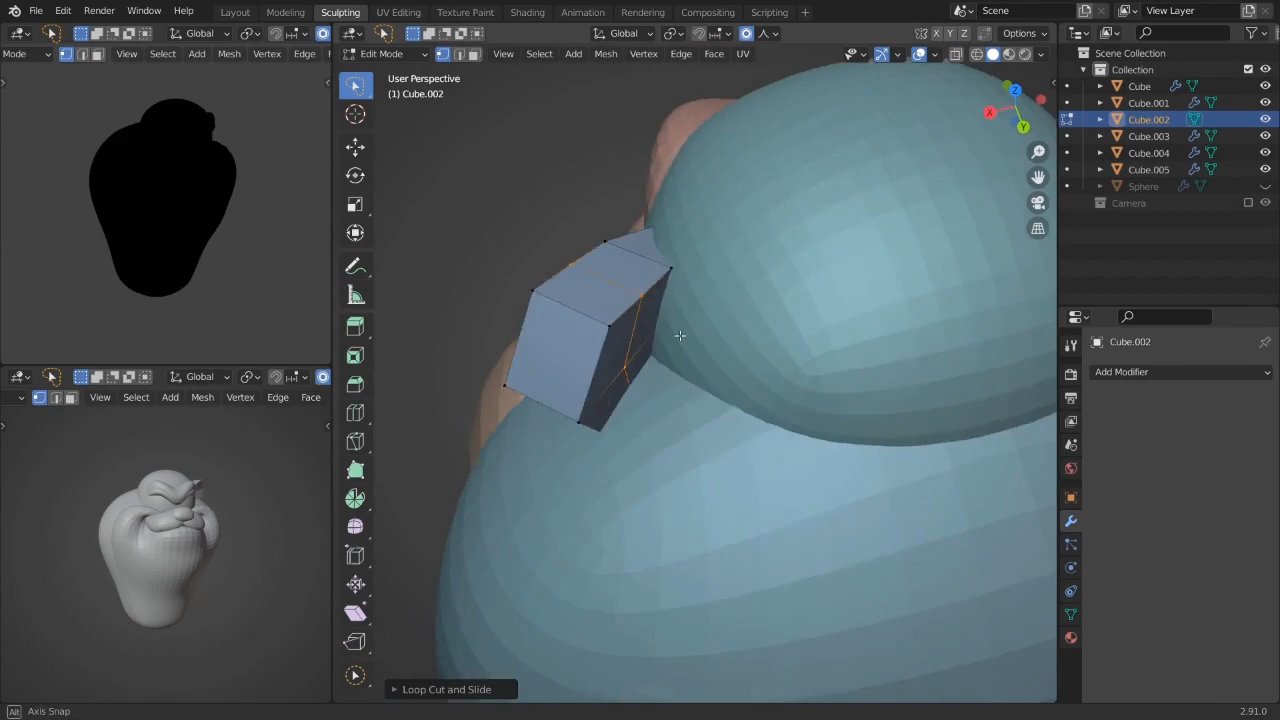 File Edit Render Window Help Layout Modeling Sculpting UV Editing Texture Paint Shading Animation Rendering Compositing Scripting + Scene View Layer
Global Global X Y Z Options
Mode View Select Add Mesh Vertex Edit Mode View Select Add Mesh Vertex Edge Face UV Scene Collection
Collection
User Perspective
(1) Cube.002
Cube
Cube.001
Cube.002
Cube.003
Cube.004
Cube.005
Sphere
Camera
Z
X
Y
Cube.002
Add Modifier
Global
View Select Add Mesh Vertex Edge Face
Loop Cut and Slide
Alt Axis Snap 2.91.0